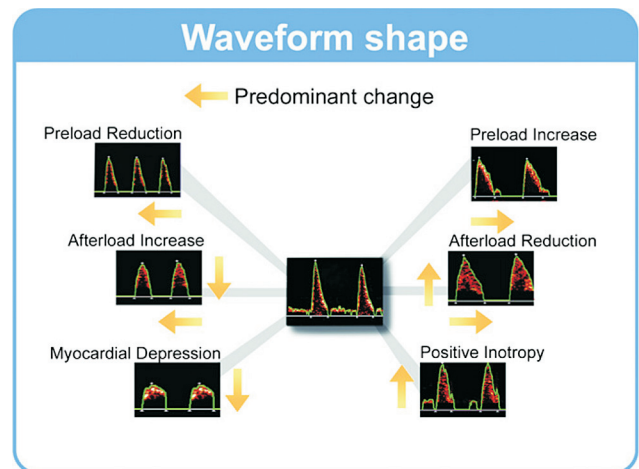 Waveform shape
Predominant change
Preload Reduction
Preload Increase
Afterload Increase
Afterload Reduction
Myocardial Depression
Positive Inotropy